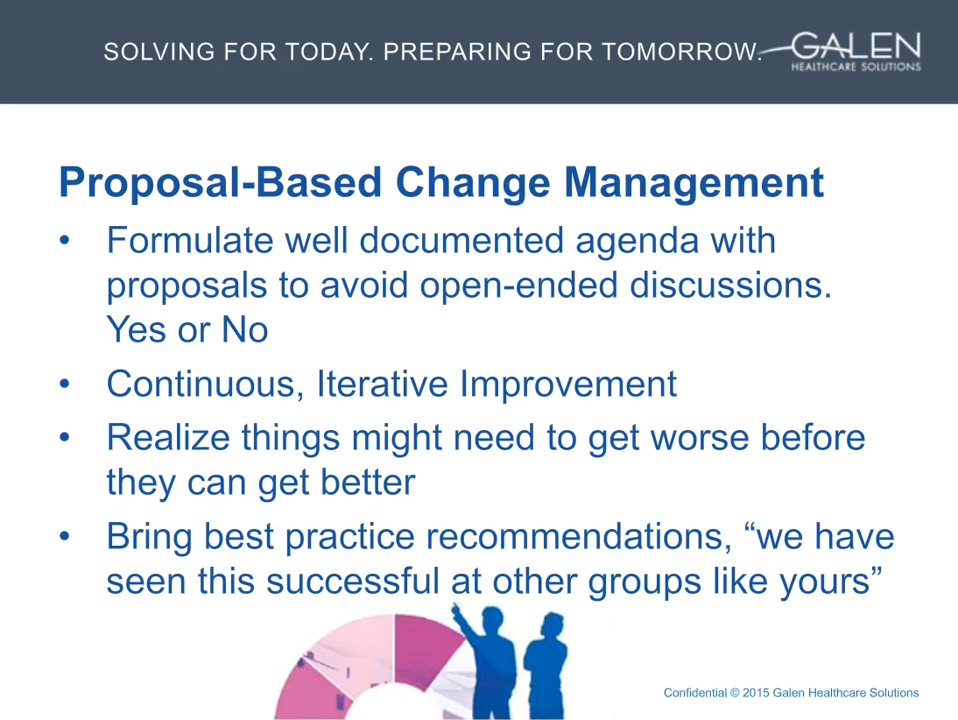 SOLVING FOR TODAY. PREPARING FOR TOMORROW.
GALEN
HEALTHCARE SOLUTIONS
Proposal-Based Change Management
• Formulate well documented agenda with
proposals to avoid open-ended discussions.
Yes or No
• Continuous, Iterative Improvement
• Realize things might need to get worse before
they can get better
• Bring best practice recommendations, “we have
seen this successful at other groups like yours”
Confidential © 2015 Galen Healthcare Solutions